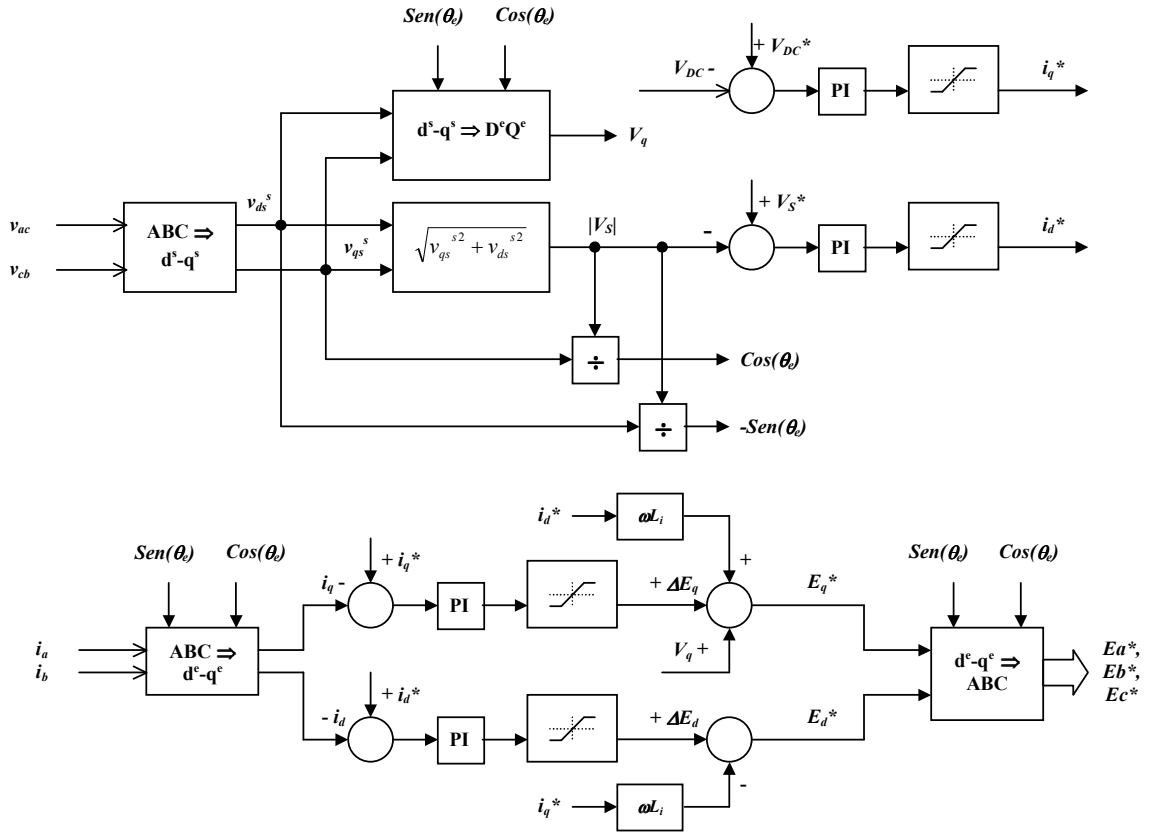 Sen(θe) Cos(θe)
+ VDC*
VDC -
PI
iq*
dˢ-qˢ ⇒ DᵉQᵉ
Vq
vac
vcb
ABC ⇒
dˢ-qˢ
vdsˢ
vqsˢ
√(vqsˢ² + vdsˢ²)
|VS|
-
+ VS*
PI
id*
÷
Cos(θe)
÷
-Sen(θe)
id*
ωLi
+
Sen(θe) Cos(θe)
ia
ib
ABC ⇒
dᵉ-qᵉ
iq -
+ iq*
PI
+ ΔEq
Vq +
Eq*
- id
+ id*
PI
+ ΔEd
-
Ed*
iq*
ωLi
Sen(θe) Cos(θe)
dᵉ-qᵉ ⇒
ABC
Ea*,
Eb*,
Ec*